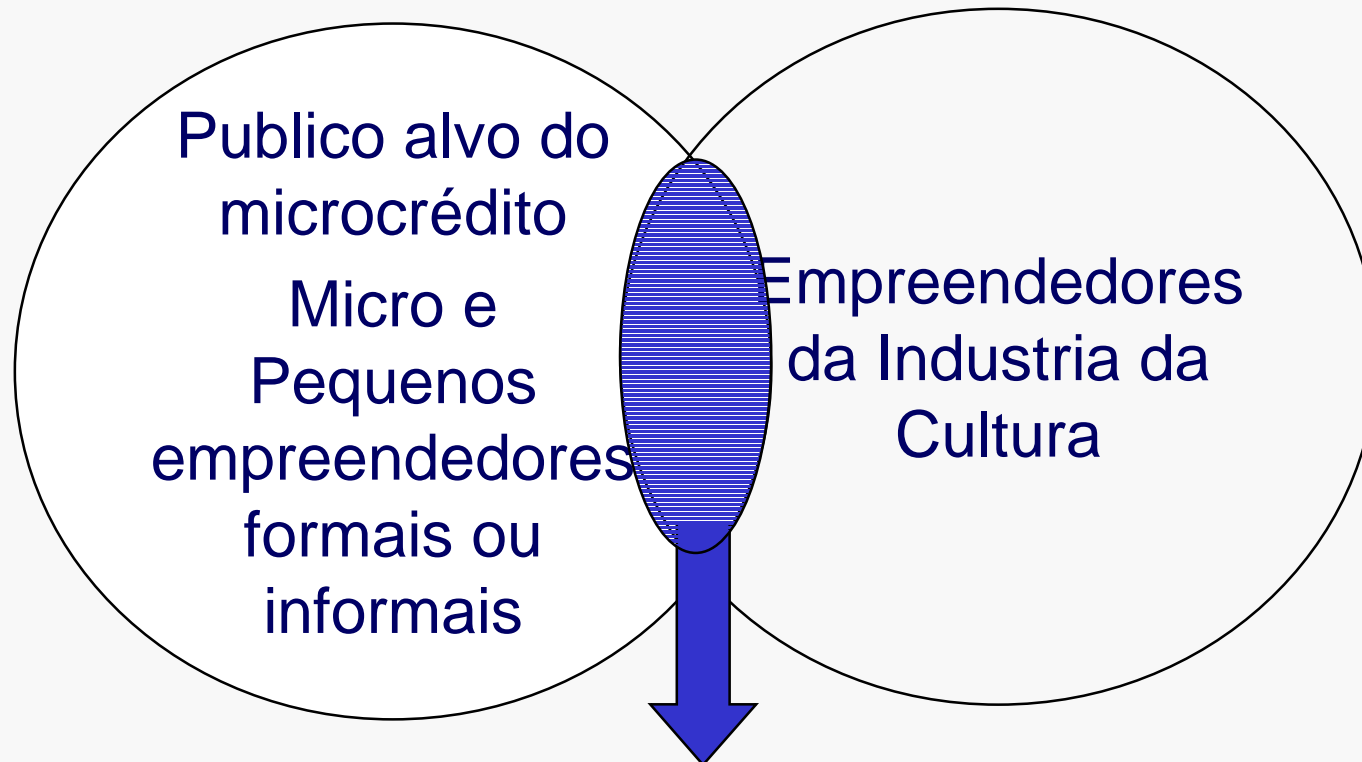 Publico alvo do
microcrédito
Micro e
Pequenos
empreendedores
formais ou
informais
Empreendedores
da Industria da
Cultura